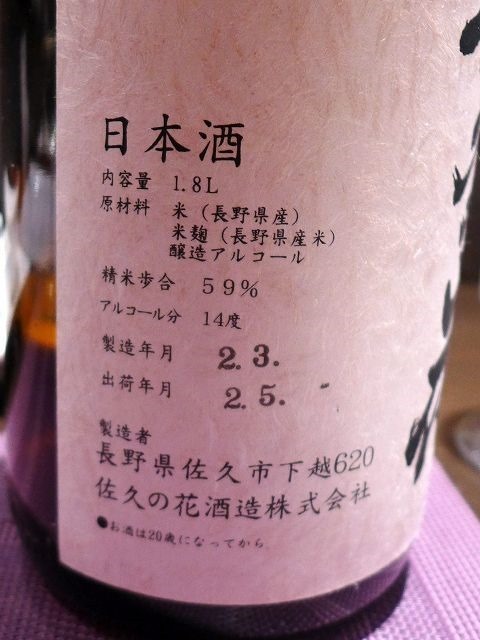 日本酒
内容量 1.8L
原材料 米(長野県産)
米麹(長野県産米)
醸造アルコール
精米歩合 59%
アルコール分 14度
製造年月 2.3.
出荷年月 2.5.
製造者
長野県佐久市下越620
佐久の花酒造株式会社
●お酒は20歳になってから